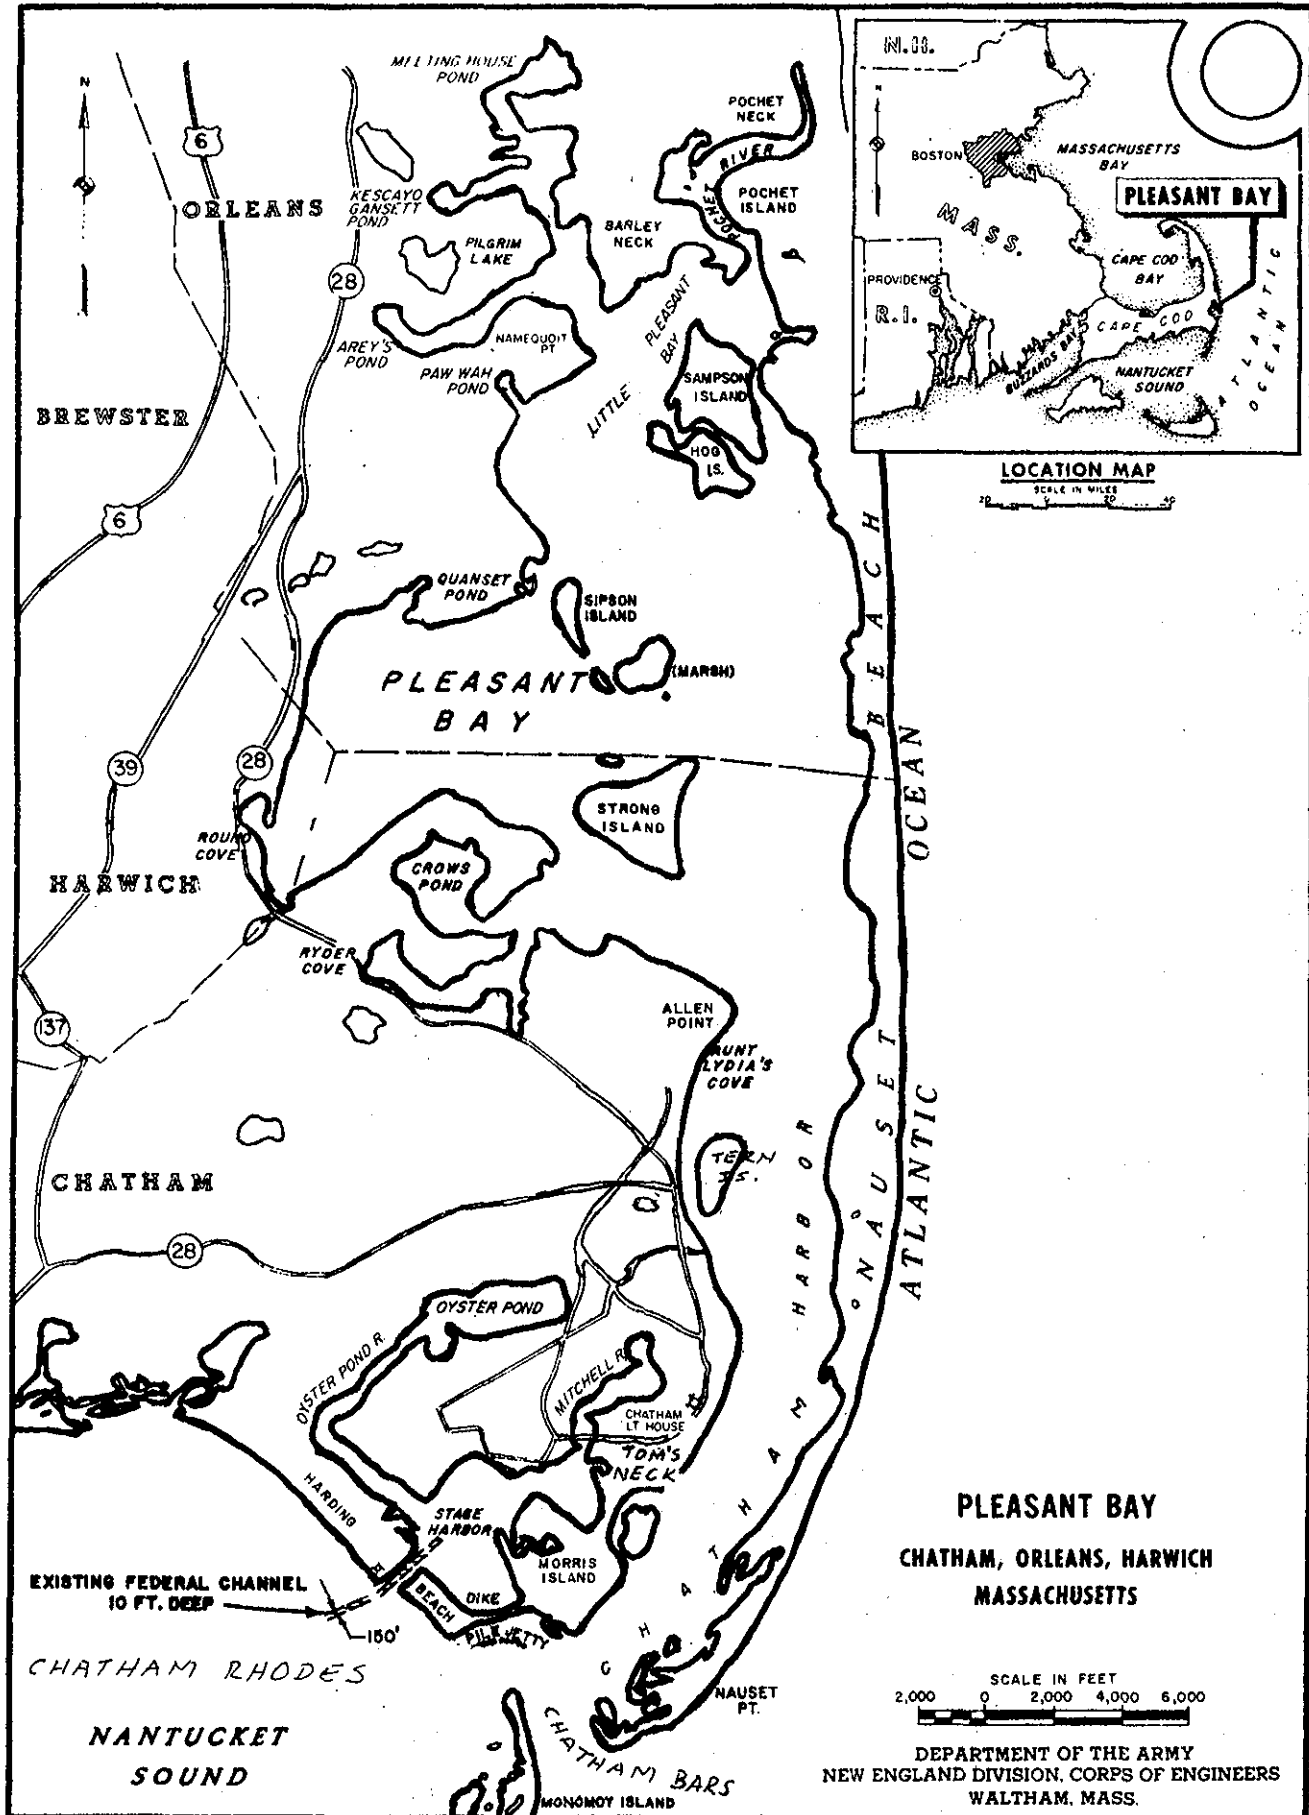 MEETING HOUSE
POND
N
6
ORLEANS
KESCAYO
GANSETT
POND
PILGRIM
LAKE
28
AREY'S
POND
NAMEQUOIT
PT
PAW WAH
POND
BARLEY
NECK
POCHET
NECK
POCHET RIVER
POCHET
ISLAND
LITTLE PLEASANT
BAY
SAMPSON
ISLAND
HOG
IS.
BREWSTER
6
QUANSET
POND
SIPSON
ISLAND
(MARSH)
PLEASANT
BAY
39
28
STRONG
ISLAND
ROUND
COVE
HARWICH
CROWS
POND
RYDER
COVE
137
ALLEN
POINT
AUNT
LYDIA'S
COVE
CHATHAM
TERN
IS.
28
OYSTER POND
OYSTER POND R.
MITCHELL R.
CHATHAM
LT HOUSE
TOM'S
NECK
HARDING
BEACH
STAGE
HARBOR
DIKE
MORRIS
ISLAND
PILE JETTY
EXISTING FEDERAL CHANNEL
10 FT. DEEP
150'
CHATHAM RHODES
NANTUCKET
SOUND
CHATHAM BARS
MONOMOY ISLAND
NAUSET
PT.
CHATHAM HARBOR
NAUSET BEACH
ATLANTIC OCEAN
N.H.
N
BOSTON
MASSACHUSETTS
BAY
PLEASANT BAY
MASS.
CAPE COD
BAY
PROVIDENCE
R.I.
CAPE COD
BUZZARDS BAY
NANTUCKET
SOUND
ATLANTIC
OCEAN
LOCATION MAP
SCALE IN MILES
20 0 20 40
PLEASANT BAY
CHATHAM, ORLEANS, HARWICH
MASSACHUSETTS
SCALE IN FEET
2,000 0 2,000 4,000 6,000
DEPARTMENT OF THE ARMY
NEW ENGLAND DIVISION, CORPS OF ENGINEERS
WALTHAM, MASS.